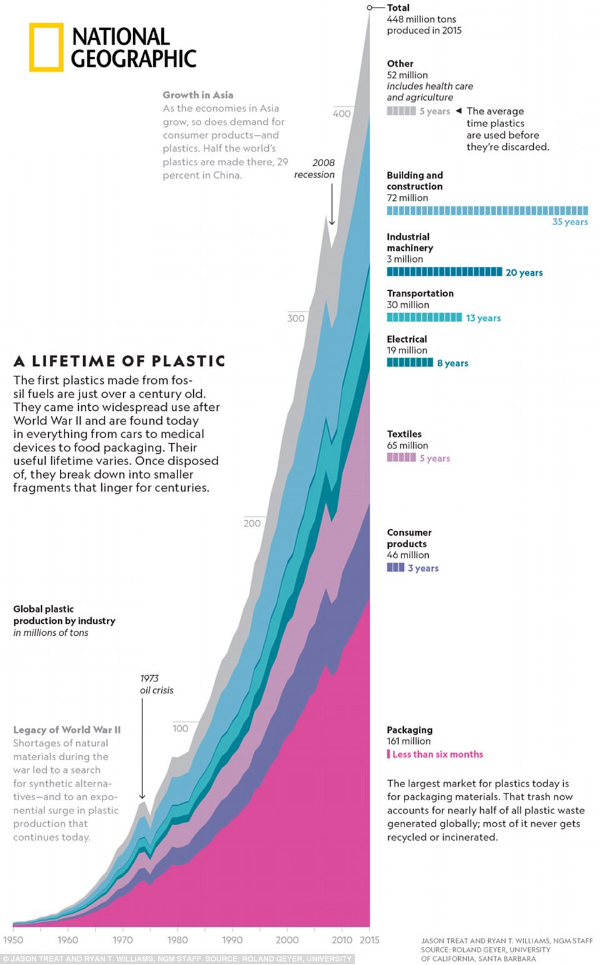 NATIONAL
GEOGRAPHIC
Total
448 million tons
produced in 2015
Other
52 million
includes health care
and agriculture
5 years
◄ The average
time plastics
are used before
they're discarded.
Growth in Asia
As the economies in Asia
grow, so does demand for
consumer products—and
plastics. Half the world's
plastics are made there, 29
percent in China.
400
2008
recession
Building and
construction
72 million
35 years
Industrial
machinery
3 million
20 years
Transportation
30 million
13 years
300
Electrical
19 million
8 years
A LIFETIME OF PLASTIC
The first plastics made from fos-
sil fuels are just over a century old.
They came into widespread use after
World War II and are found today
in everything from cars to medical
devices to food packaging. Their
useful lifetime varies. Once disposed
of, they break down into smaller
fragments that linger for centuries.
Textiles
65 million
5 years
200
Consumer
products
46 million
3 years
Global plastic
production by industry
in millions of tons
1973
oil crisis
100
Legacy of World War II
Shortages of natural
materials during the
war led to a search
for synthetic alterna-
tives—and to an expo-
nential surge in plastic
production that
continues today.
Packaging
161 million
Less than six months
The largest market for plastics today is
for packaging materials. That trash now
accounts for nearly half of all plastic waste
generated globally; most of it never gets
recycled or incinerated.
1950 1960 1970 1980 1990 2000 2010 2015
JASON TREAT AND RYAN T. WILLIAMS, NGM STAFF
SOURCE: ROLAND GEYER, UNIVERSITY
OF CALIFORNIA, SANTA BARBARA
© JASON TREAT AND RYAN T. WILLIAMS, NGM STAFF. SOURCE: ROLAND GEYER, UNIVERSITY